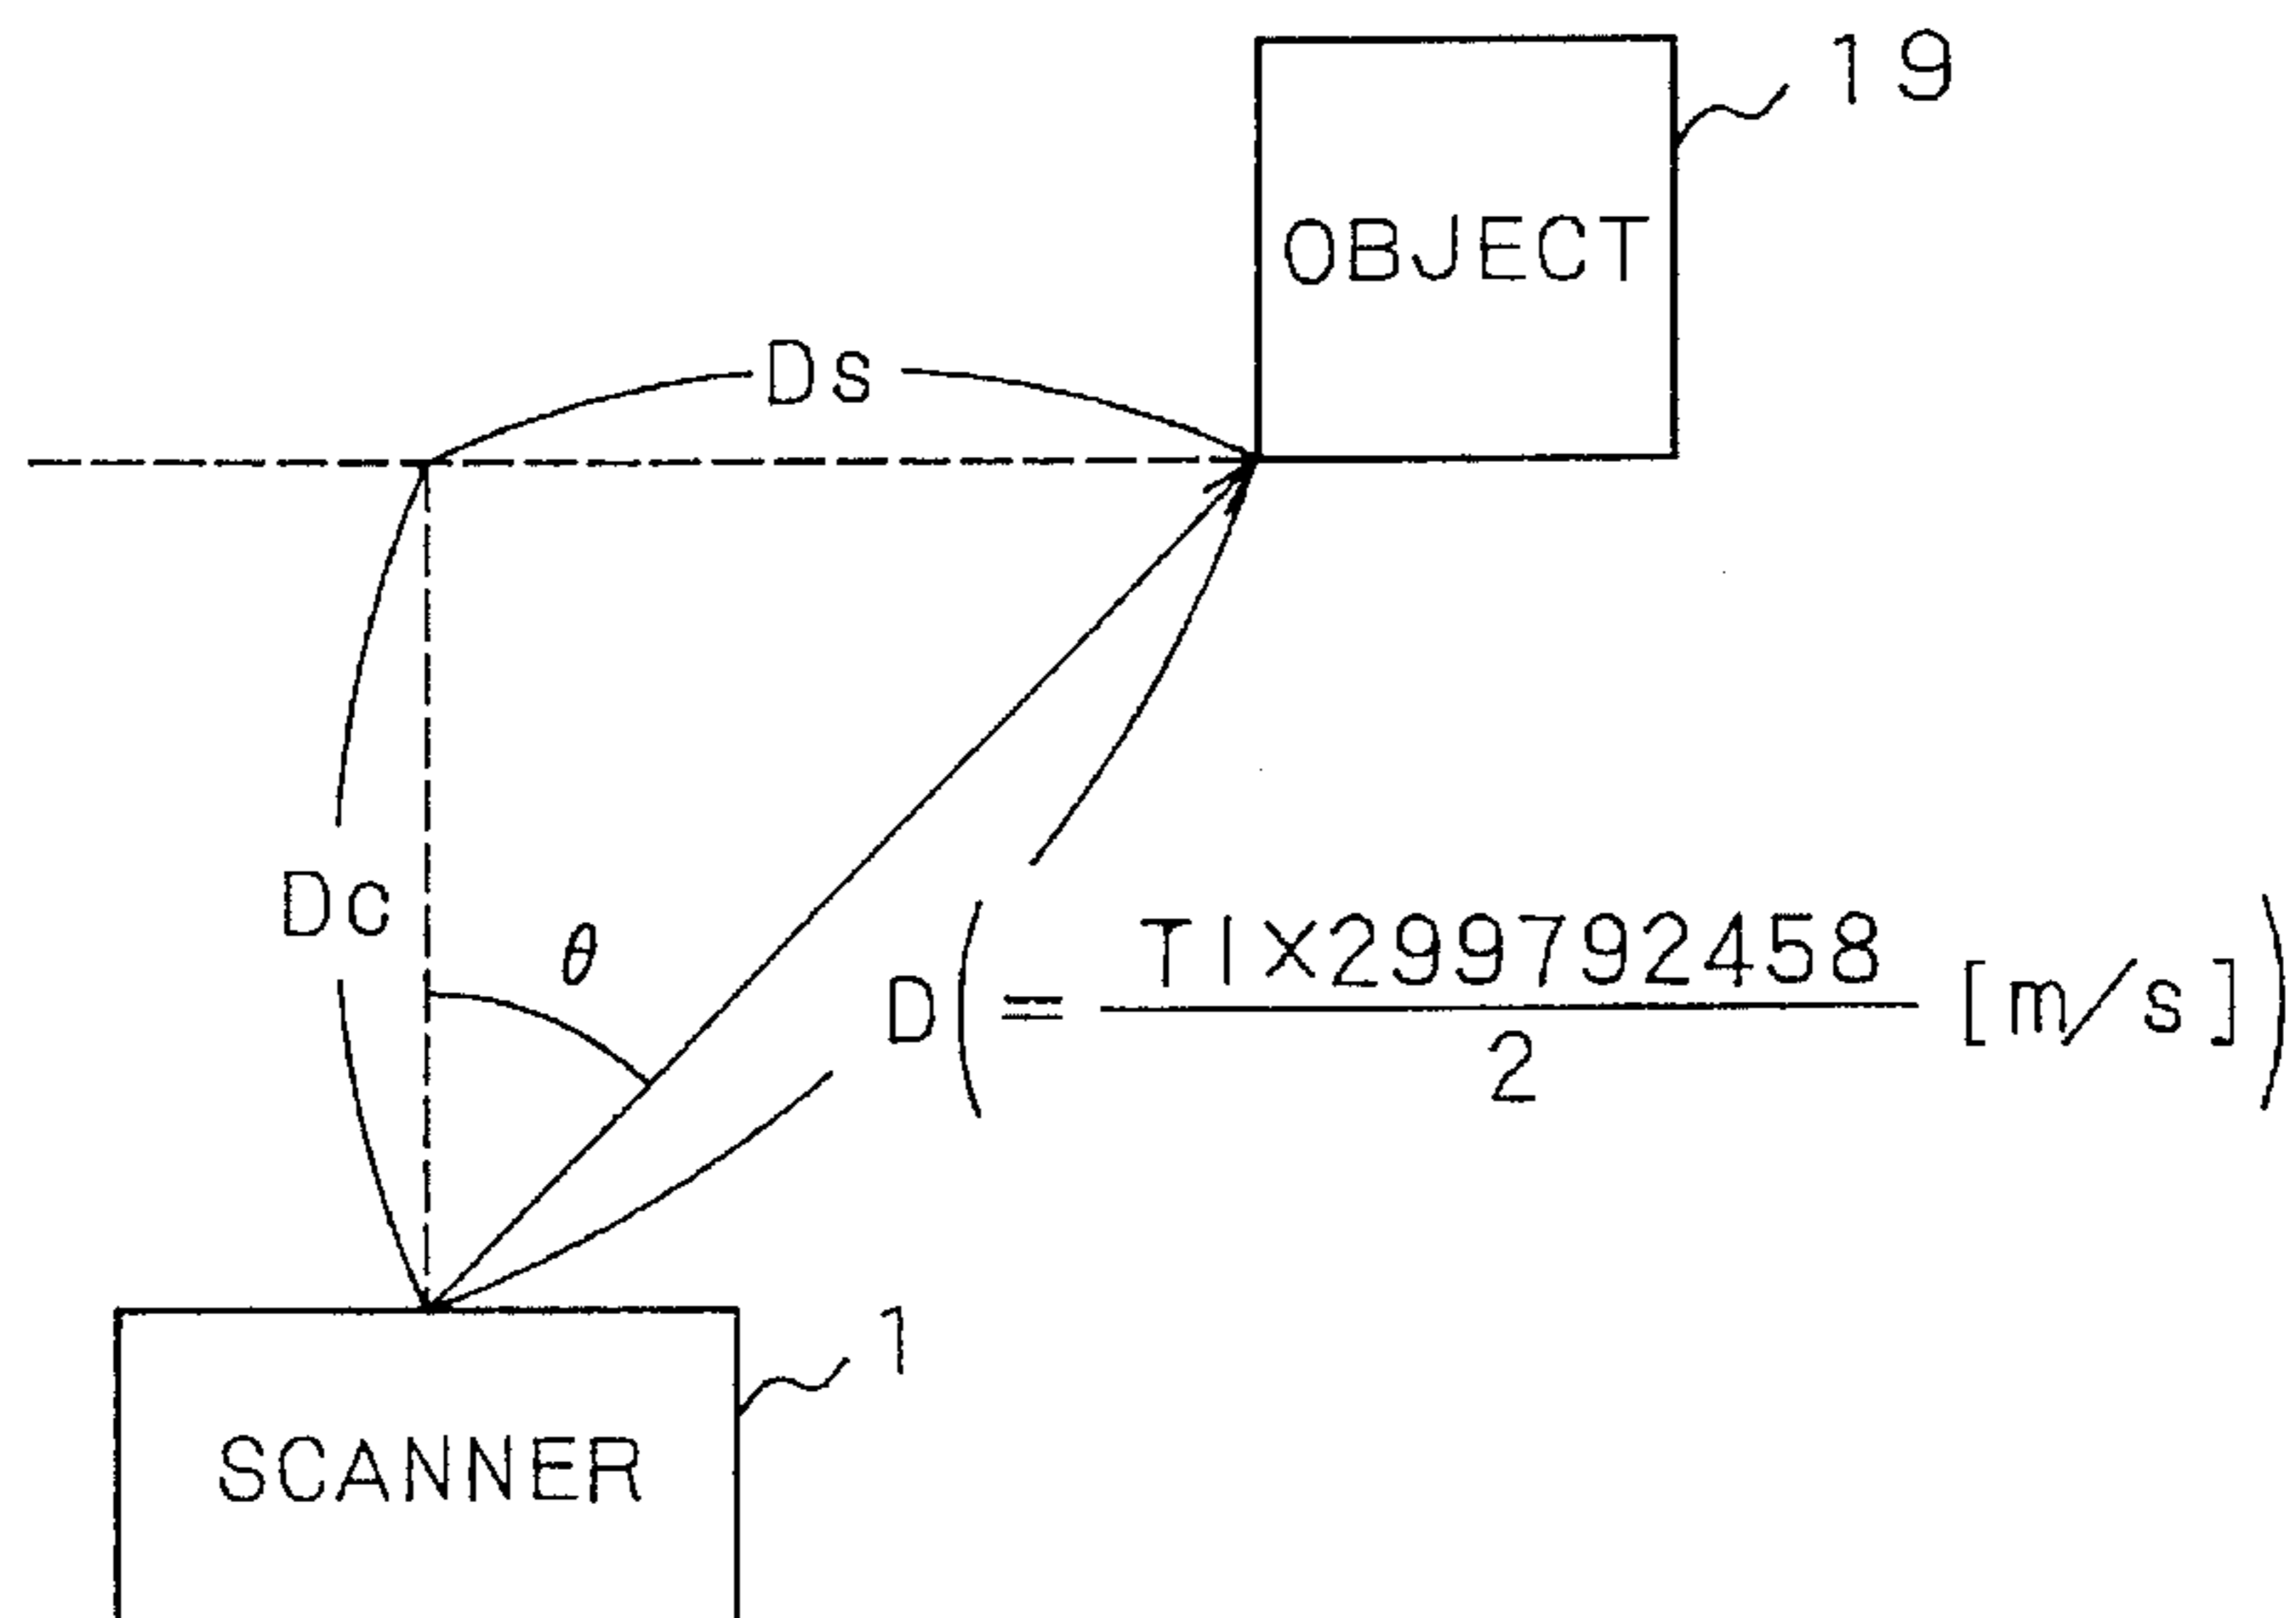 19
OBJECT
Ds
Dc
θ
D(= TI×299792458 / 2 [m/s])
1
SCANNER